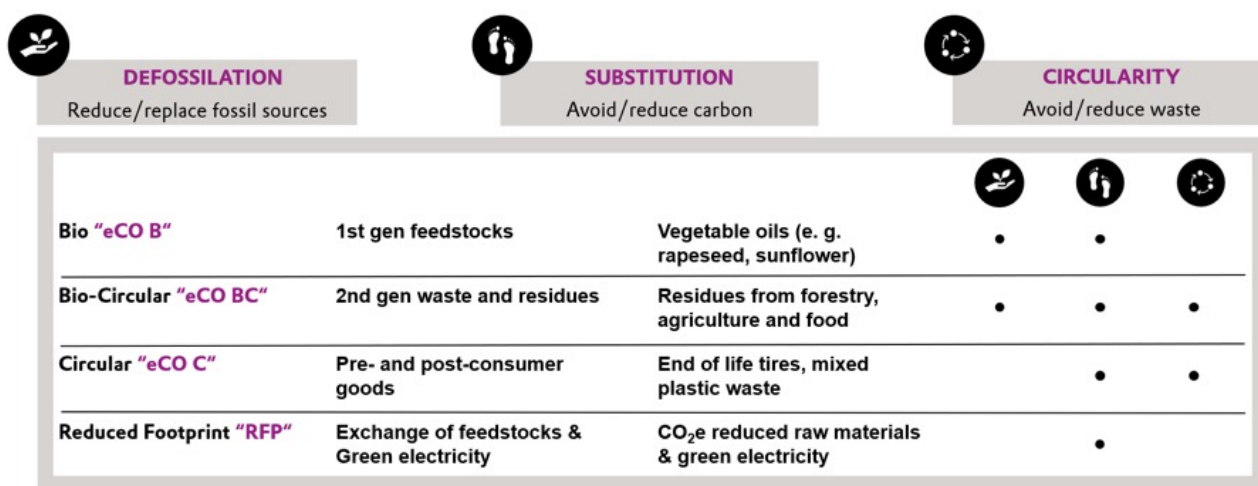 DEFOSSILATION
Reduce/replace fossil sources
SUBSTITUTION
Avoid/reduce carbon
CIRCULARITY
Avoid/reduce waste
Bio "eCO B“
1st gen feedstocks
Vegetable oils (e. g.
rapeseed, sunflower)
Bio-Circular "eCO BC“
2nd gen waste and residues
Residues from forestry,
agriculture and food
Circular "eCO C“
Pre- and post-consumer
goods
End of life tires, mixed
plastic waste
Reduced Footprint "RFP“
Exchange of feedstocks &
Green electricity
CO₂e reduced raw materials
& green electricity